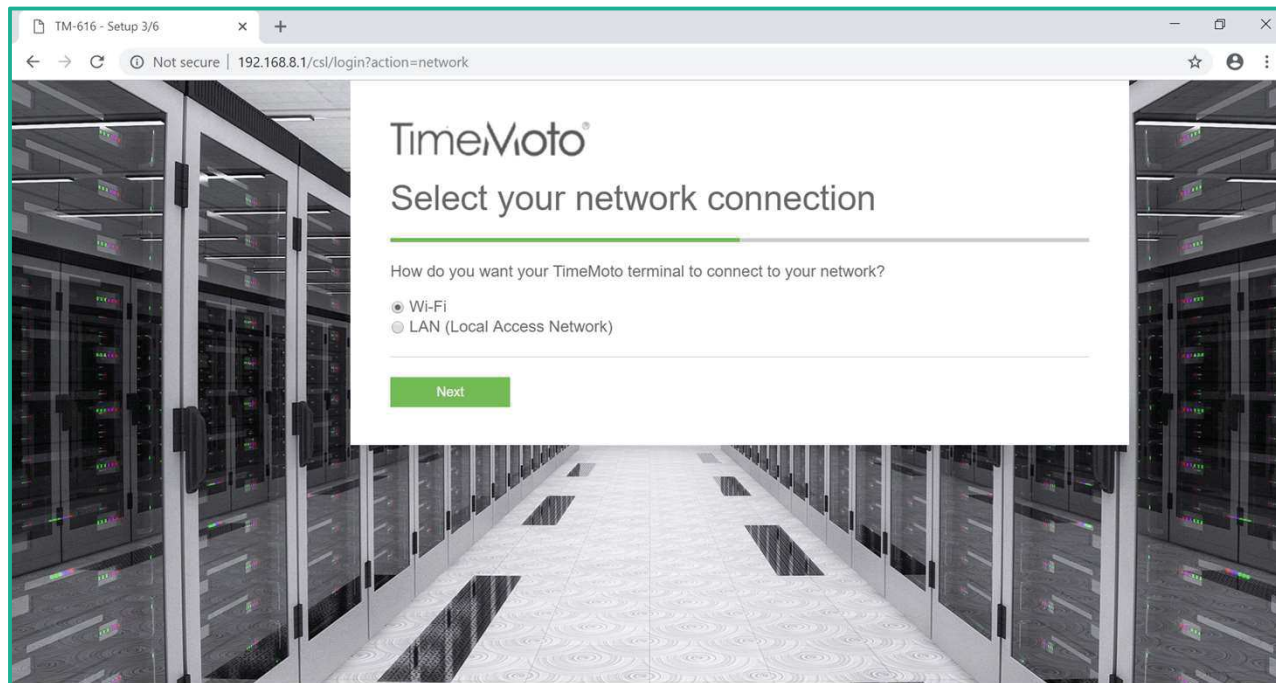 TM-616 - Setup 3/6
Not secure | 192.168.8.1/csl/login?action=network
TimeMoto®
Select your network connection
How do you want your TimeMoto terminal to connect to your network?
Wi-Fi
LAN (Local Access Network)
Next